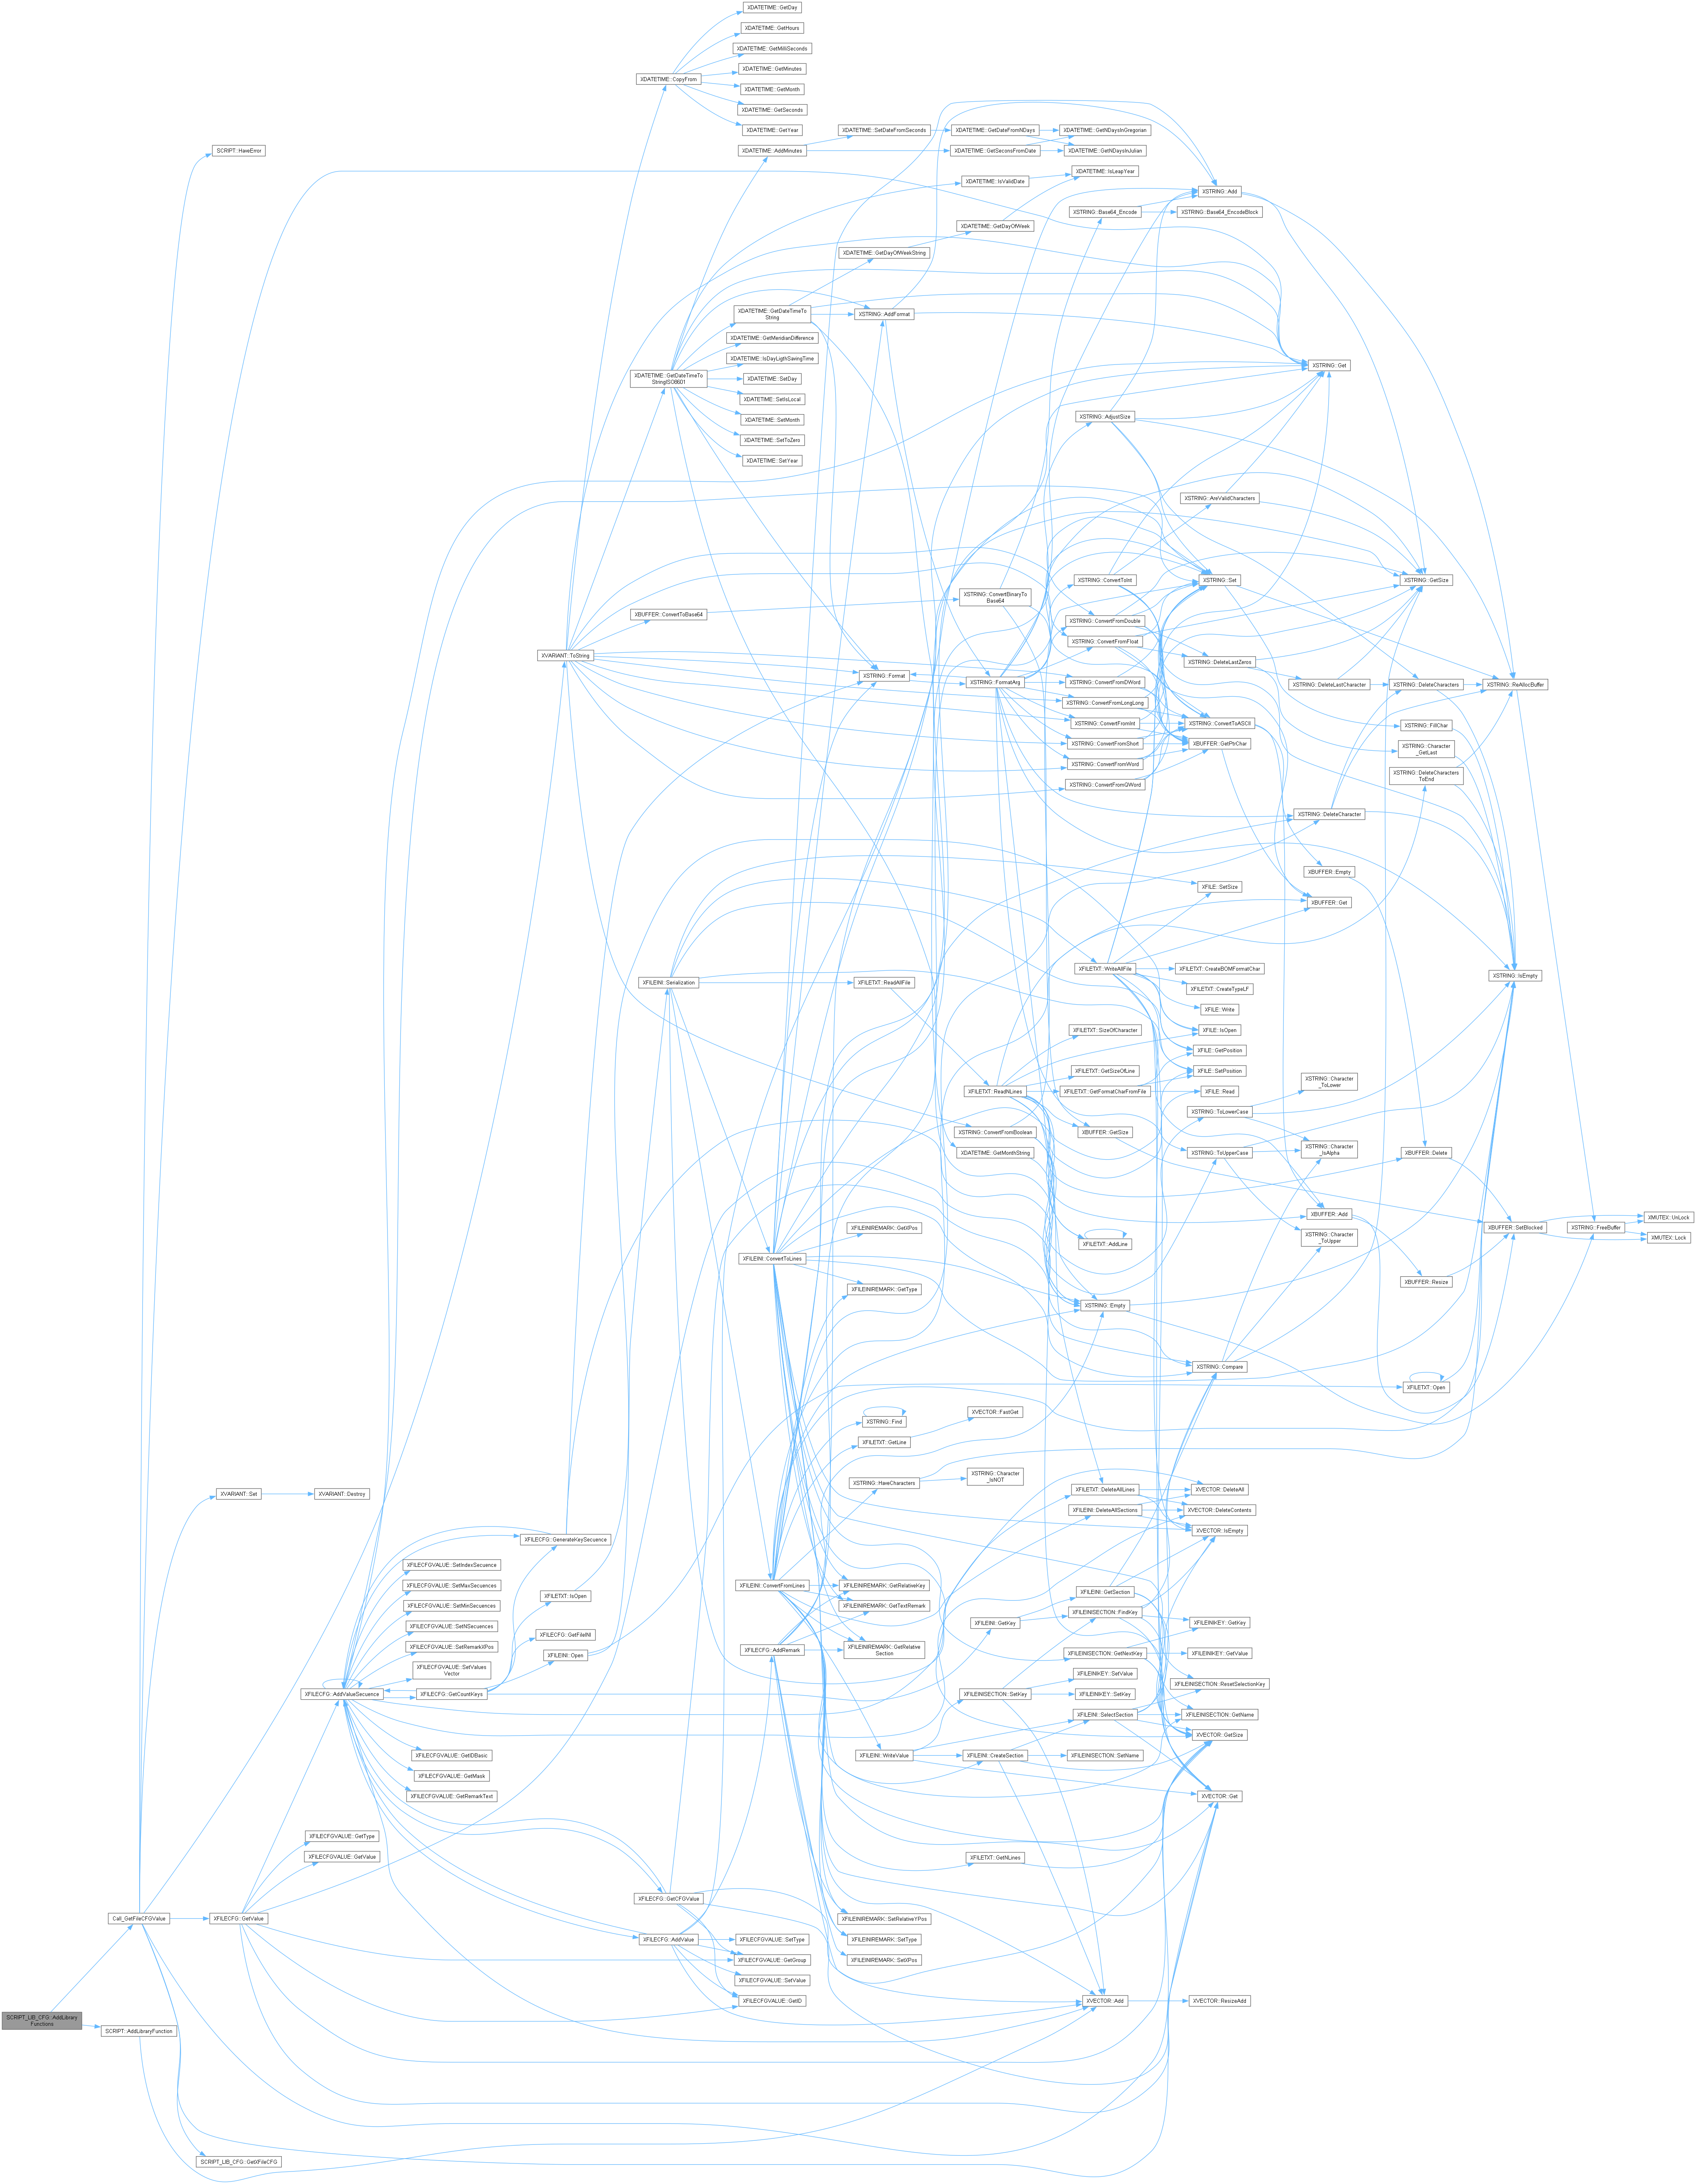 XDATETIME::GetDay
XDATETIME::GetHours
XDATETIME::GetMilliSeconds
XDATETIME::CopyFrom
XDATETIME::GetMinutes
XDATETIME::GetMonth
XDATETIME::GetSeconds
XDATETIME::GetYear
XDATETIME::SetDateFromSeconds
XDATETIME::GetDateFromNDays
XDATETIME::GetNDaysInGregorian
SCRIPT::HaveError
XDATETIME::AddMinutes
XDATETIME::GetSeconsFromDate
XDATETIME::GetNDaysInJulian
XDATETIME::IsLeapYear
XDATETIME::IsValidDate
XSTRING::Add
XSTRING::Base64_Encode
XSTRING::Base64_EncodeBlock
XDATETIME::GetDayOfWeek
XDATETIME::GetDayOfWeekString
XDATETIME::GetDateTimeTo
String
XSTRING::AddFormat
XDATETIME::GetMeridianDifference
XDATETIME::IsDayLigthSavingTime
XSTRING::Get
XDATETIME::GetDateTimeTo
StringISO8601
XDATETIME::SetDay
XDATETIME::SetIsLocal
XDATETIME::SetMonth
XSTRING::AdjustSize
XDATETIME::SetToZero
XDATETIME::SetYear
XSTRING::AreValidCharacters
XSTRING::ConvertToInt
XSTRING::Set
XSTRING::GetSize
XSTRING::ConvertBinaryTo
Base64
XBUFFER::ConvertToBase64
XSTRING::ConvertFromDouble
XSTRING::ConvertFromFloat
XVARIANT::ToString
XSTRING::DeleteLastZeros
XSTRING::Format
XSTRING::FormatArg
XSTRING::ConvertFromDWord
XSTRING::DeleteLastCharacter
XSTRING::DeleteCharacters
XSTRING::ReAllocBuffer
XSTRING::ConvertFromLongLong
XSTRING::ConvertFromInt
XSTRING::ConvertToASCII
XSTRING::FillChar
XSTRING::ConvertFromShort
XBUFFER::GetPtrChar
XSTRING::Character
_GetLast
XSTRING::ConvertFromWord
XSTRING::DeleteCharacters
ToEnd
XSTRING::ConvertFromQWord
XSTRING::DeleteCharacter
XBUFFER::Empty
XFILE::SetSize
XBUFFER::Get
XFILETXT::WriteAllFile
XFILETXT::CreateBOMFormatChar
XSTRING::IsEmpty
XFILEINI::Serialization
XFILETXT::ReadAllFile
XFILETXT::CreateTypeLF
XFILE::Write
XFILETXT::SizeOfCharacter
XFILE::IsOpen
XFILE::GetPosition
XFILETXT::GetSizeOfLine
XFILE::SetPosition
XSTRING::Character
_ToLower
XFILETXT::ReadNLines
XFILETXT::GetFormatCharFromFile
XFILE::Read
XSTRING::ToLowerCase
XSTRING::ConvertFromBoolean
XBUFFER::GetSize
XSTRING::Character
_IsAlpha
XDATETIME::GetMonthString
XSTRING::ToUpperCase
XBUFFER::Delete
XBUFFER::Add
XMUTEX::UnLock
XFILEINIREMARK::GetXPos
XSTRING::Character
_ToUpper
XBUFFER::SetBlocked
XSTRING::FreeBuffer
XMUTEX::Lock
XFILETXT::AddLine
XFILEINI::ConvertToLines
XBUFFER::Resize
XFILEINIREMARK::GetType
XSTRING::Empty
XSTRING::Compare
XFILETXT::Open
XSTRING::Find
XVECTOR::FastGet
XFILETXT::GetLine
XSTRING::HaveCharacters
XSTRING::Character
_IsNOT
XFILETXT::DeleteAllLines
XVECTOR::DeleteAll
XVARIANT::Set
XVARIANT::Destroy
XFILEINI::DeleteAllSections
XVECTOR::DeleteContents
XVECTOR::IsEmpty
XFILECFG::GenerateKeySecuence
XFILECFGVALUE::SetIndexSecuence
XFILEINI::ConvertFromLines
XFILEINIREMARK::GetRelativeKey
XFILEINI::GetSection
XFILECFGVALUE::SetMaxSecuences
XFILETXT::IsOpen
XFILEINIREMARK::GetTextRemark
XFILECFGVALUE::SetMinSecuences
XFILEINI::GetKey
XFILEINISECTION::FindKey
XFILEINIKEY::GetKey
XFILECFGVALUE::SetNSecuences
XFILECFG::GetFileINI
XFILECFGVALUE::SetRemarkXPos
XFILEINI::Open
XFILECFG::AddRemark
XFILEINIREMARK::GetRelative
Section
XFILEINISECTION::GetNextKey
XFILEINIKEY::GetValue
XFILECFGVALUE::SetValues
Vector
XFILEINIKEY::SetValue
XFILEINISECTION::ResetSelectionKey
XFILECFG::AddValueSecuence
XFILECFG::GetCountKeys
XFILEINISECTION::SetKey
XFILEINIKEY::SetKey
XFILEINI::SelectSection
XFILEINISECTION::GetName
XVECTOR::GetSize
XFILECFGVALUE::GetIDBasic
XFILEINI::WriteValue
XFILEINI::CreateSection
XFILEINISECTION::SetName
XFILECFGVALUE::GetMask
XFILECFGVALUE::GetRemarkText
XVECTOR::Get
XFILECFGVALUE::GetType
XFILECFGVALUE::GetValue
XFILETXT::GetNLines
XFILECFG::GetCFGValue
Call_GetFileCFGValue
XFILECFG::GetValue
XFILEINIREMARK::SetRelativeYPos
XFILECFG::AddValue
XFILECFGVALUE::SetType
XFILEINIREMARK::SetType
XFILECFGVALUE::GetGroup
XFILEINIREMARK::SetXPos
XFILECFGVALUE::SetValue
XFILECFGVALUE::GetID
XVECTOR::Add
XVECTOR::ResizeAdd
SCRIPT_LIB_CFG::AddLibrary
Functions
SCRIPT::AddLibraryFunction
SCRIPT_LIB_CFG::GetXFileCFG